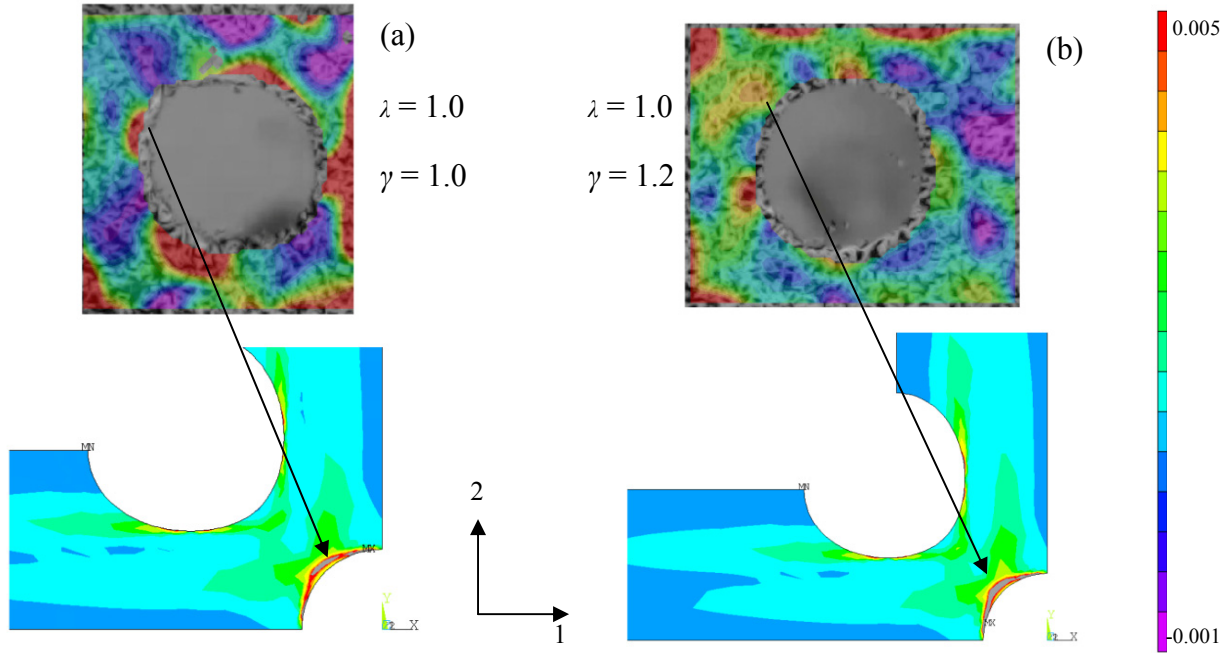 (a)
λ = 1.0
γ = 1.0
(b)
λ = 1.0
γ = 1.2
0.005
-0.001
MN
MX
Y
Z X
2
1
MN
MX
Y
Z X